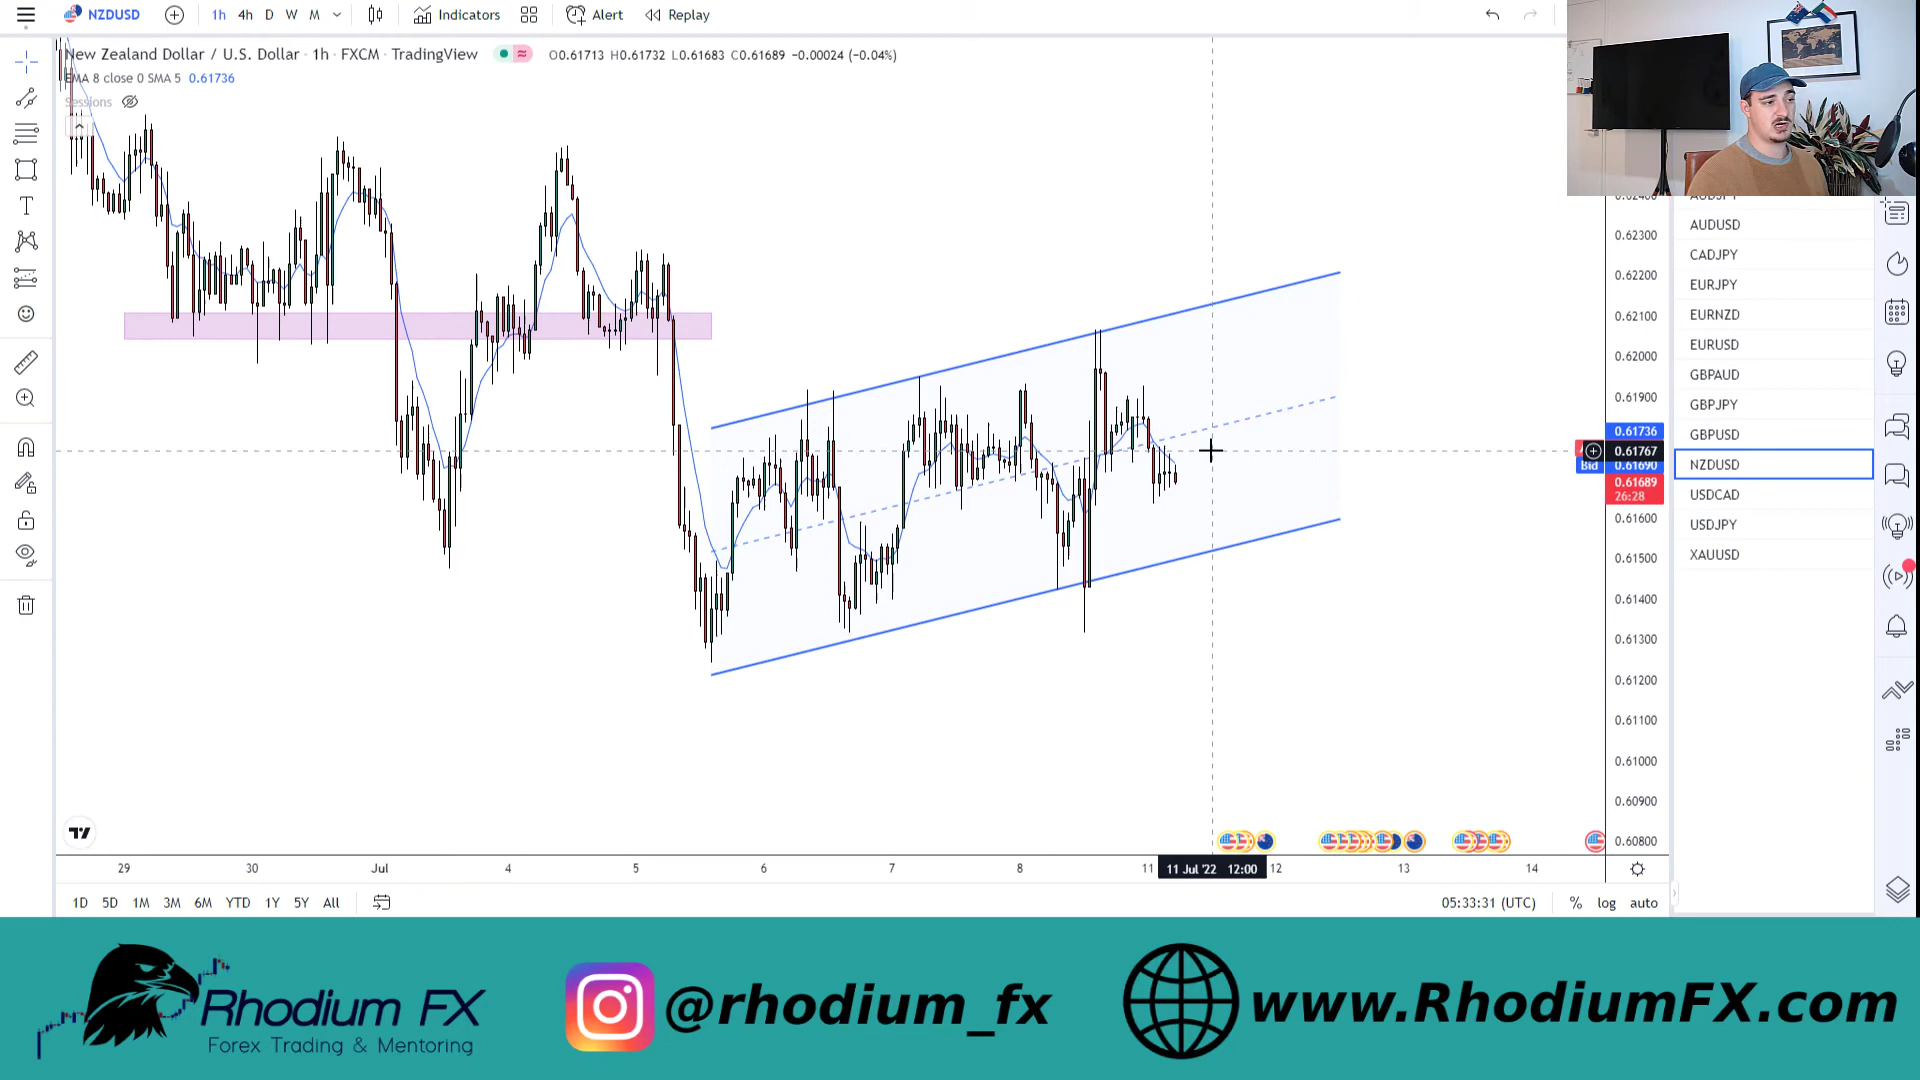 NZDUSD 1h 4h D W M Indicators Alert Replay
New Zealand Dollar / U.S. Dollar · 1h · FXCM · TradingView O0.61713 H0.61732 L0.61683 C0.61689 −0.00024 (−0.04%)
EMA 8 close 0 SMA 5 0.61736
Sessions
T
0.62300
0.62200
0.62100
0.62000
0.61900
0.61736
0.61767
Bid 0.61690
0.61689
26:28
0.61600
0.61500
0.61400
0.61300
0.61200
0.61100
0.61000
0.60900
0.60800
AUDUSD
CADJPY
EURJPY
EURNZD
EURUSD
GBPAUD
GBPJPY
GBPUSD
NZDUSD
USDCAD
USDJPY
XAUUSD
29 30 Jul 4 5 6 7 8 11 11 Jul '22 12:00 12 13 14
1D 5D 1M 3M 6M YTD 1Y 5Y All 05:33:31 (UTC) % log auto
Rhodium FX
Forex Trading & Mentoring
@rhodium_fx
www.RhodiumFX.com